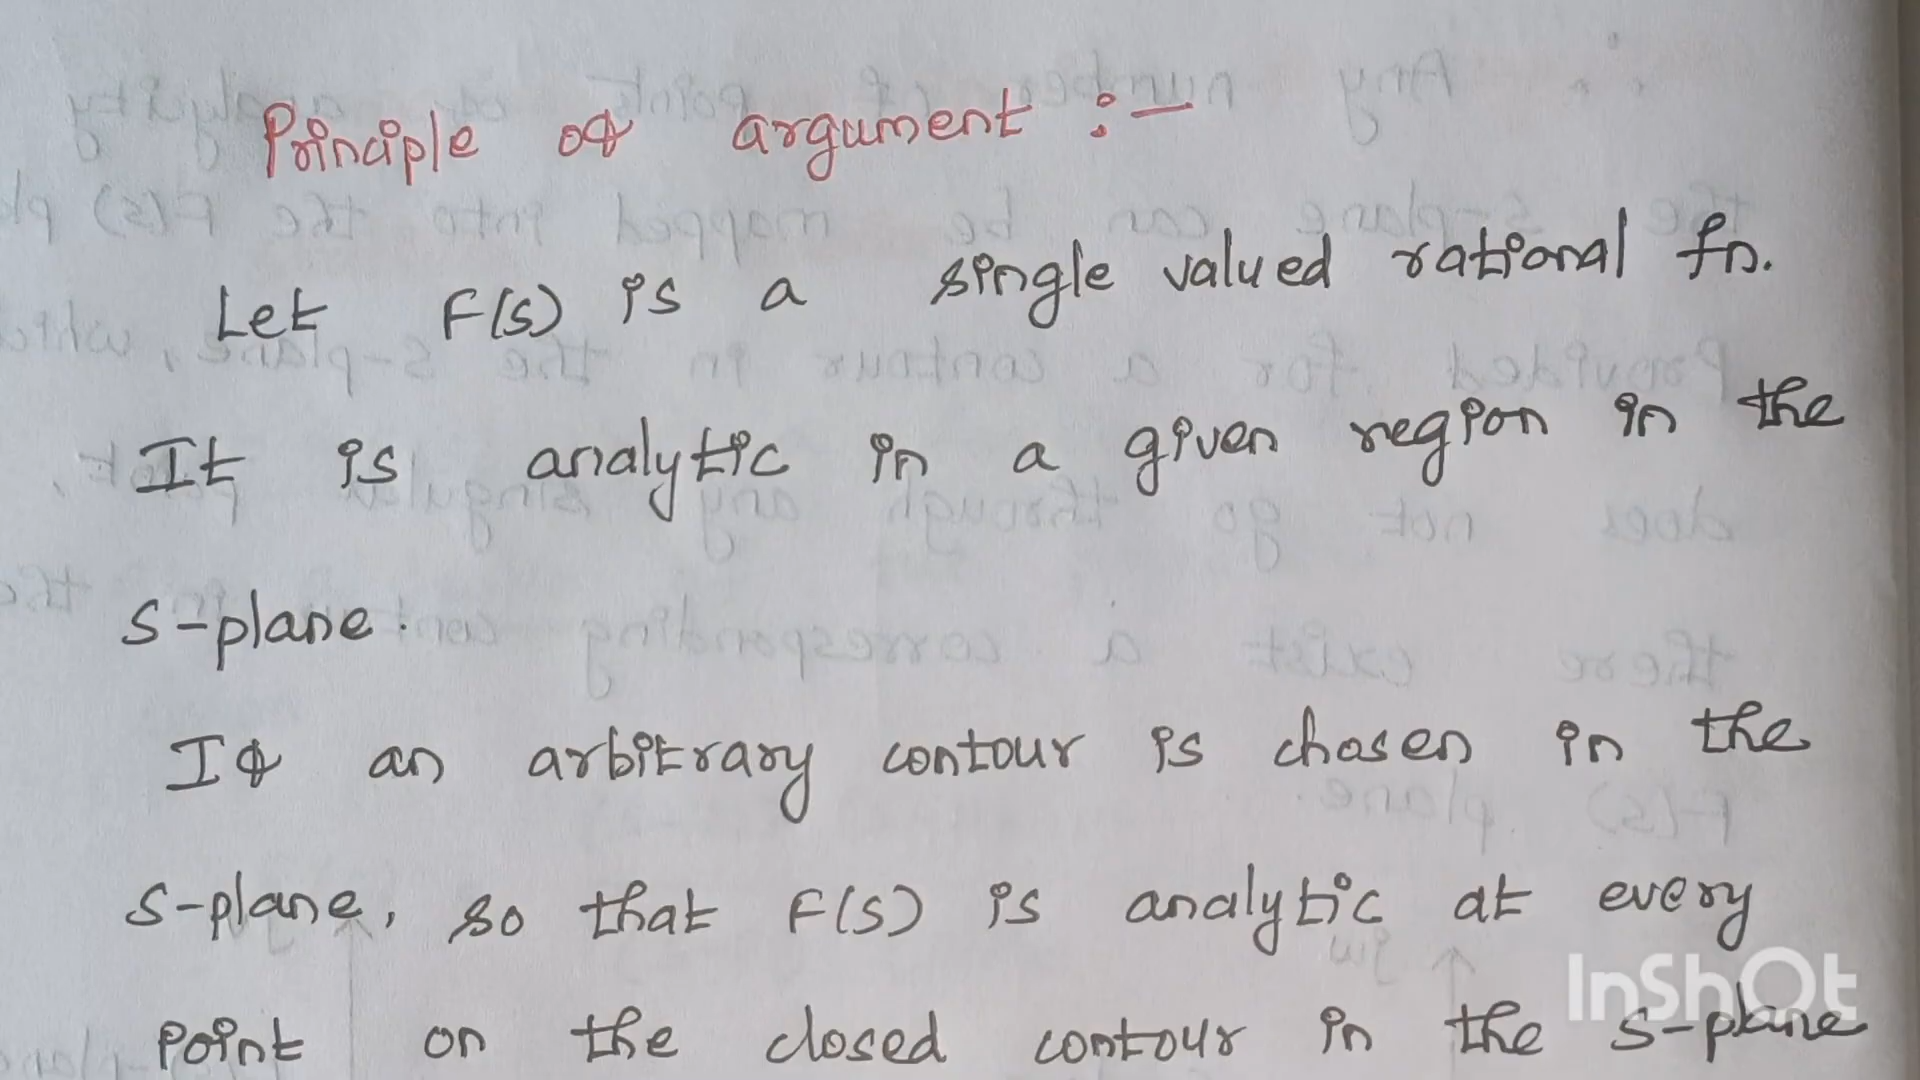 Principle of argument :-
Let F(s) is a single valued rational fn.
It is analytic in a given region in the
s-plane.
If an arbitrary contour is chosen in the
s-plane, so that F(s) is analytic at every
point on the closed contour in the s-plane
InShOt